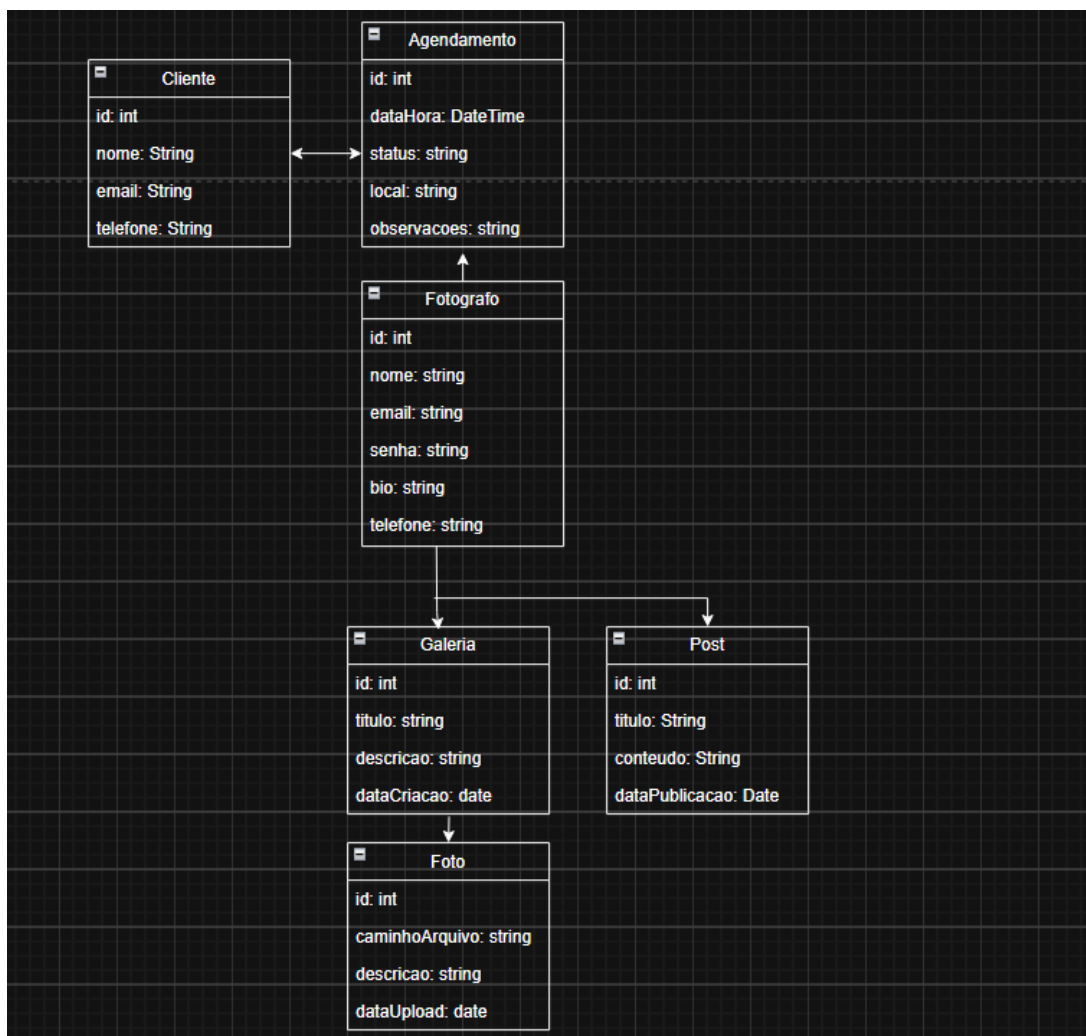 Agendamento
id: int
dataHora: DateTime
status: string
local: string
observacoes: string
Cliente
id: int
nome: String
email: String
telefone: String
Fotografo
id: int
nome: string
email: string
senha: string
bio: string
telefone: string
Galeria
id: int
titulo: string
descricao: string
dataCriacao: date
Post
id: int
titulo: String
conteudo: String
dataPublicacao: Date
Foto
id: int
caminhoArquivo: string
descricao: string
dataUpload: date